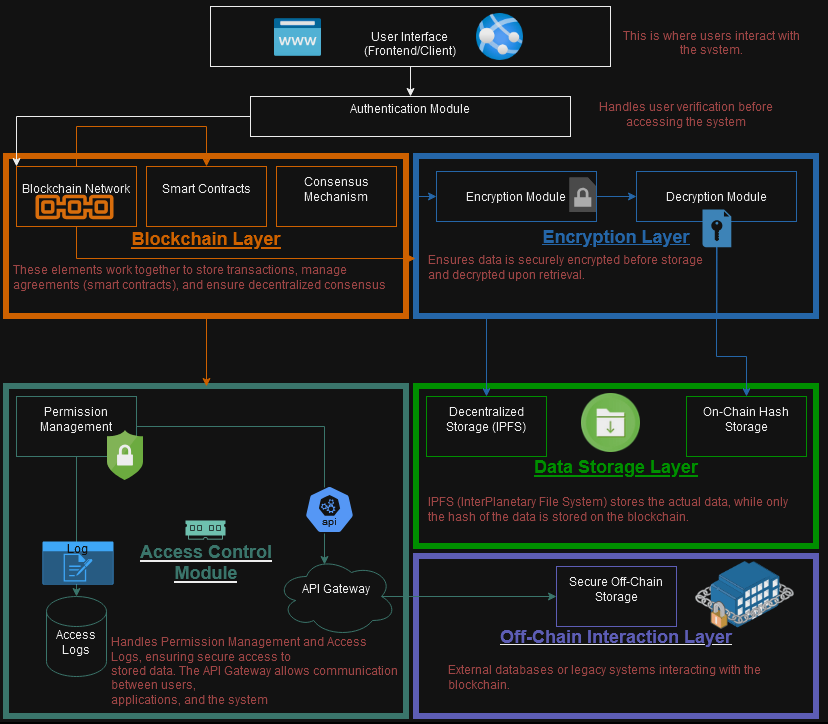 WWW
User Interface
(Frontend/Client)
This is where users interact with
the system.
Authentication Module
Handles user verification before
accessing the system
Blockchain Network
Smart Contracts
Consensus
Mechanism
Blockchain Layer
These elements work together to store transactions, manage
agreements (smart contracts), and ensure decentralized consensus
Encryption Module
Decryption Module
Encryption Layer
Ensures data is securely encrypted before storage
and decrypted upon retrieval.
Permission
Management
api
Log
Access Control
Module
API Gateway
Access
Logs
Handles Permission Management and Access
Logs, ensuring secure access to
stored data. The API Gateway allows communication
between users,
applications, and the system
Decentralized
Storage (IPFS)
On-Chain Hash
Storage
Data Storage Layer
IPFS (InterPlanetary File System) stores the actual data, while only
the hash of the data is stored on the blockchain.
Secure Off-Chain
Storage
Off-Chain Interaction Layer
External databases or legacy systems interacting with the
blockchain.